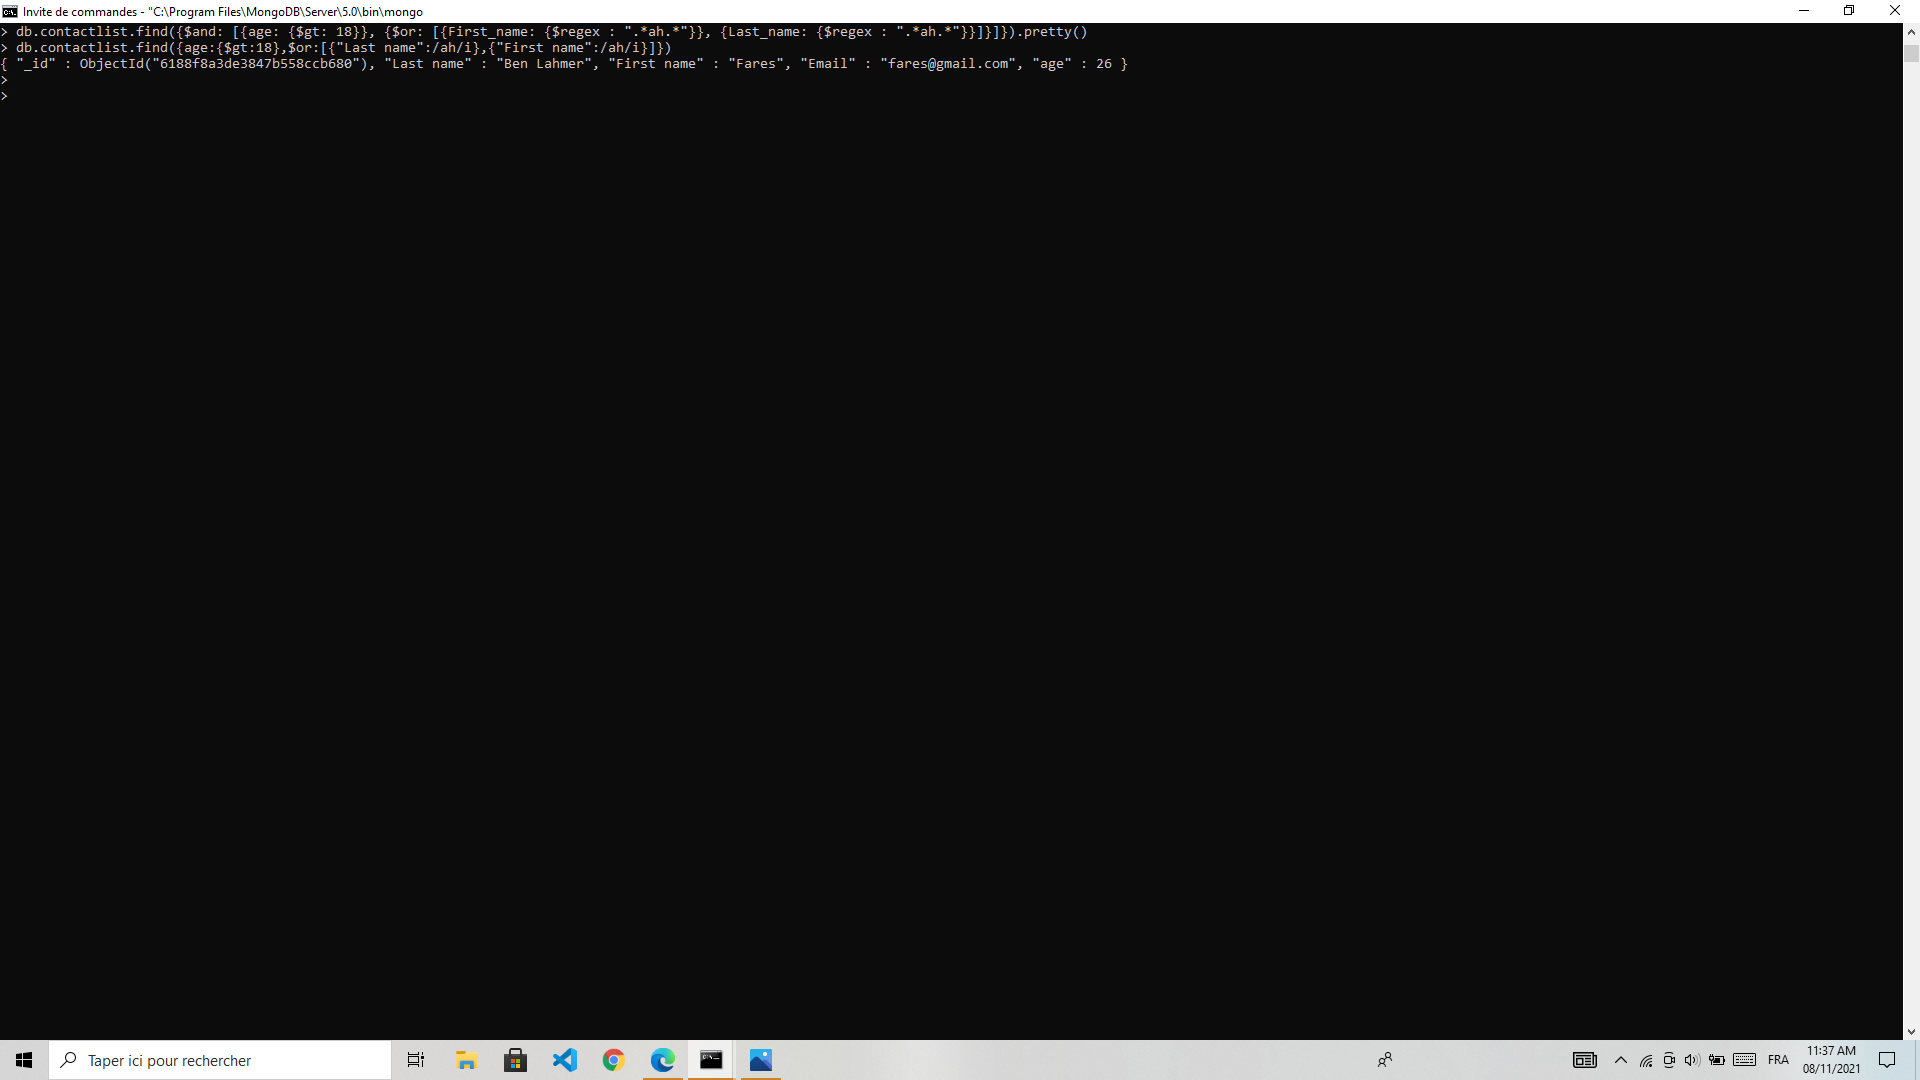 Invite de commandes - "C:\Program Files\MongoDB\Server\5.0\bin\mongo
> db.contactlist.find({$and: [{age: {$gt: 18}}, {$or: [{First_name: {$regex : ".*ah.*"}}, {Last_name: {$regex : ".*ah.*"}}]}]}).pretty()
> db.contactlist.find({age:{$gt:18},$or:[{"Last name":/ah/i},{"First name":/ah/i}]})
{ "_id" : ObjectId("6188f8a3de3847b558ccb680"), "Last name" : "Ben Lahmer", "First name" : "Fares", "Email" : "fares@gmail.com", "age" : 26 }
>
>
Taper ici pour rechercher
FRA
11:37 AM
08/11/2021